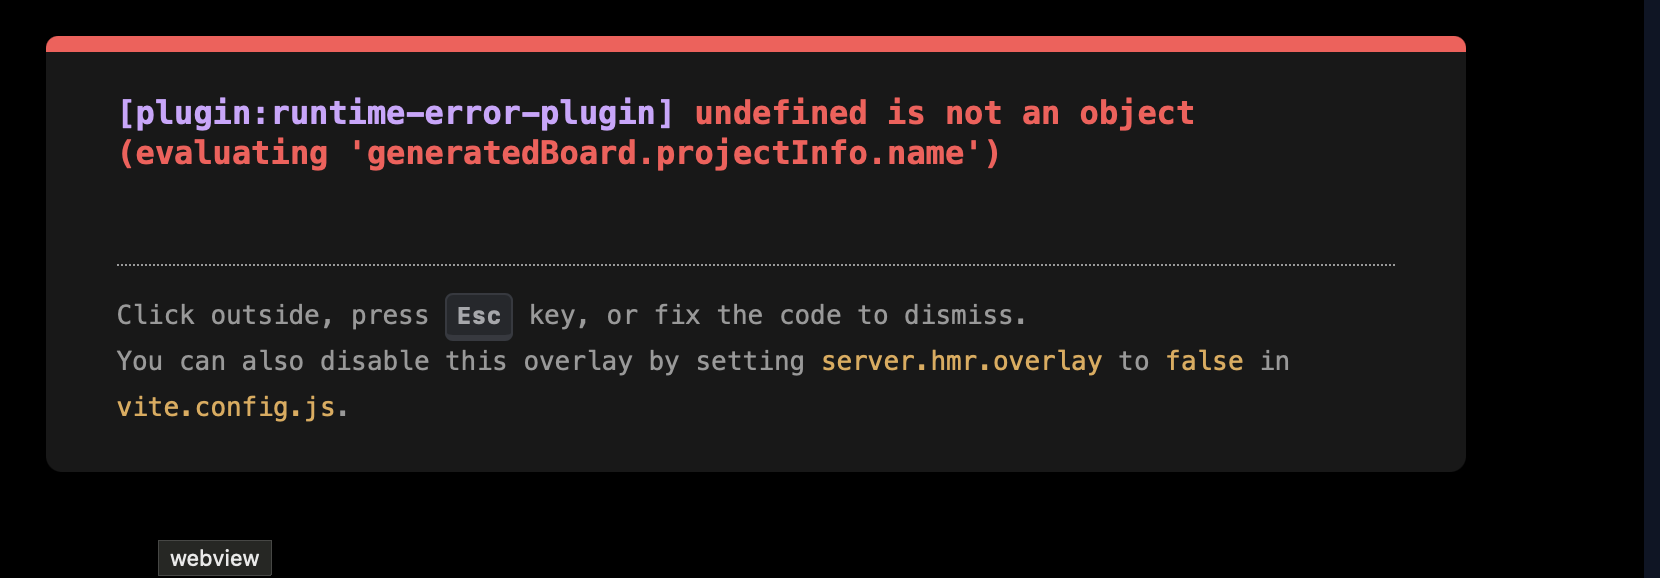 [plugin:runtime-error-plugin] undefined is not an object
(evaluating 'generatedBoard.projectInfo.name')
Click outside, press Esc key, or fix the code to dismiss.
You can also disable this overlay by setting server.hmr.overlay to false in
vite.config.js.
webview